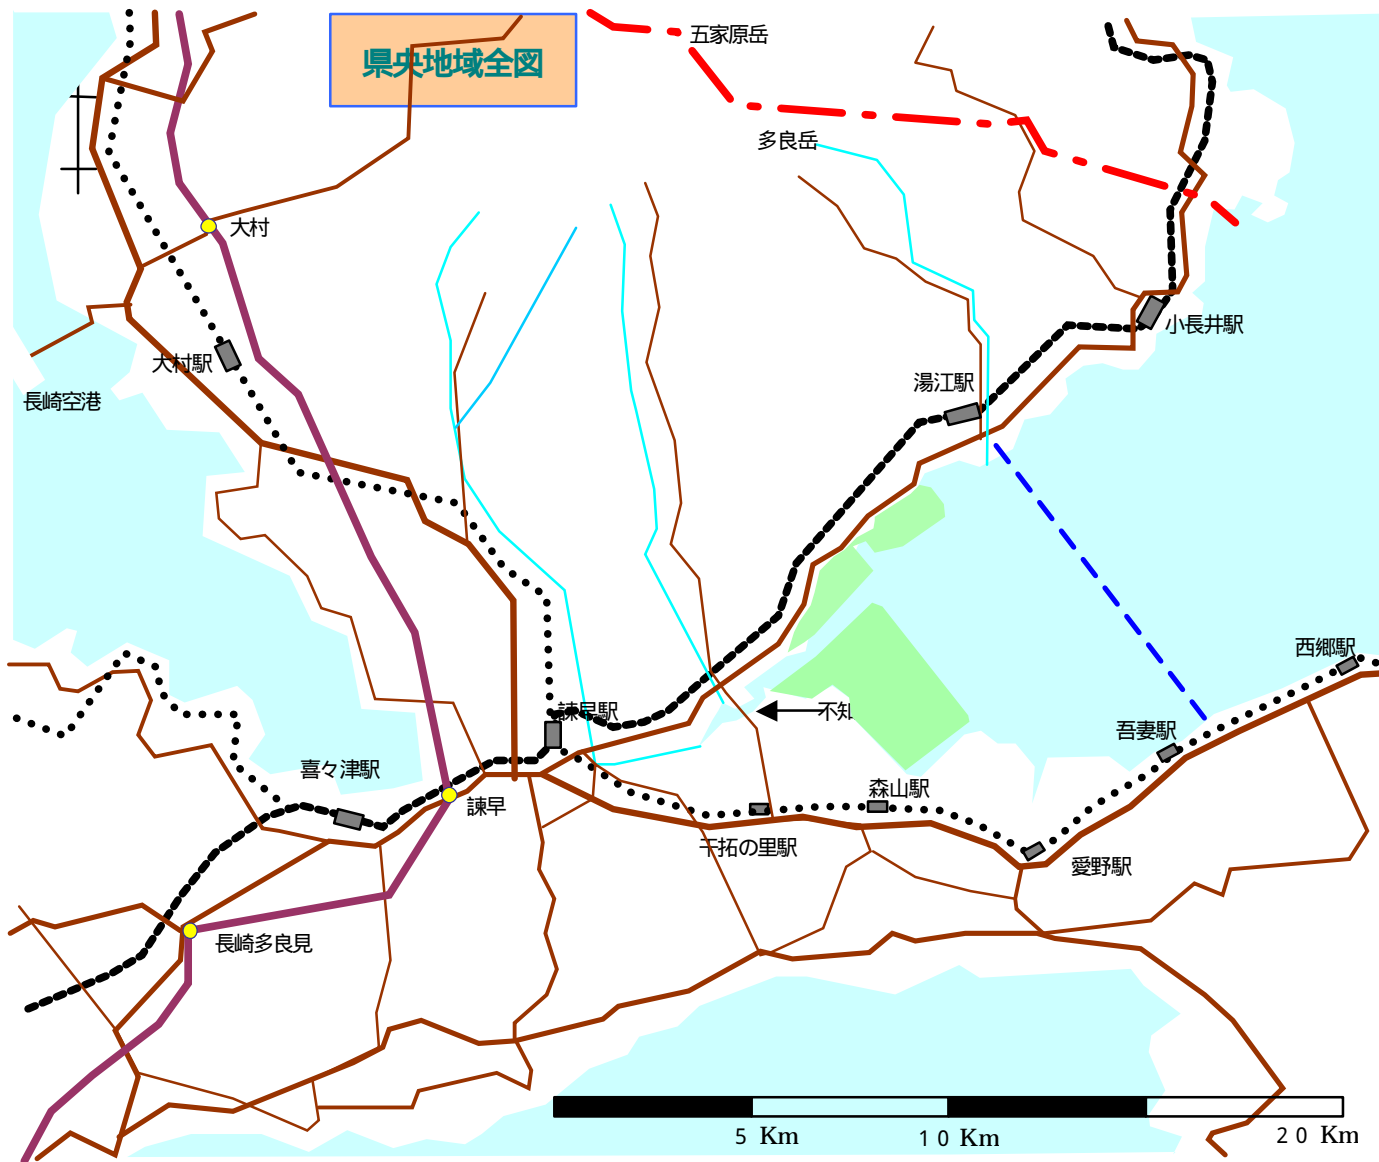 五家原岳
県央地域全図
多良岳
大村
小長井駅
大村駅
湯江駅
長崎空港
西郷駅
諫早駅
不知
吾妻駅
喜々津駅
森山駅
諫早
干拓の里駅
愛野駅
長崎多良見
5 Km
10 Km
20 Km